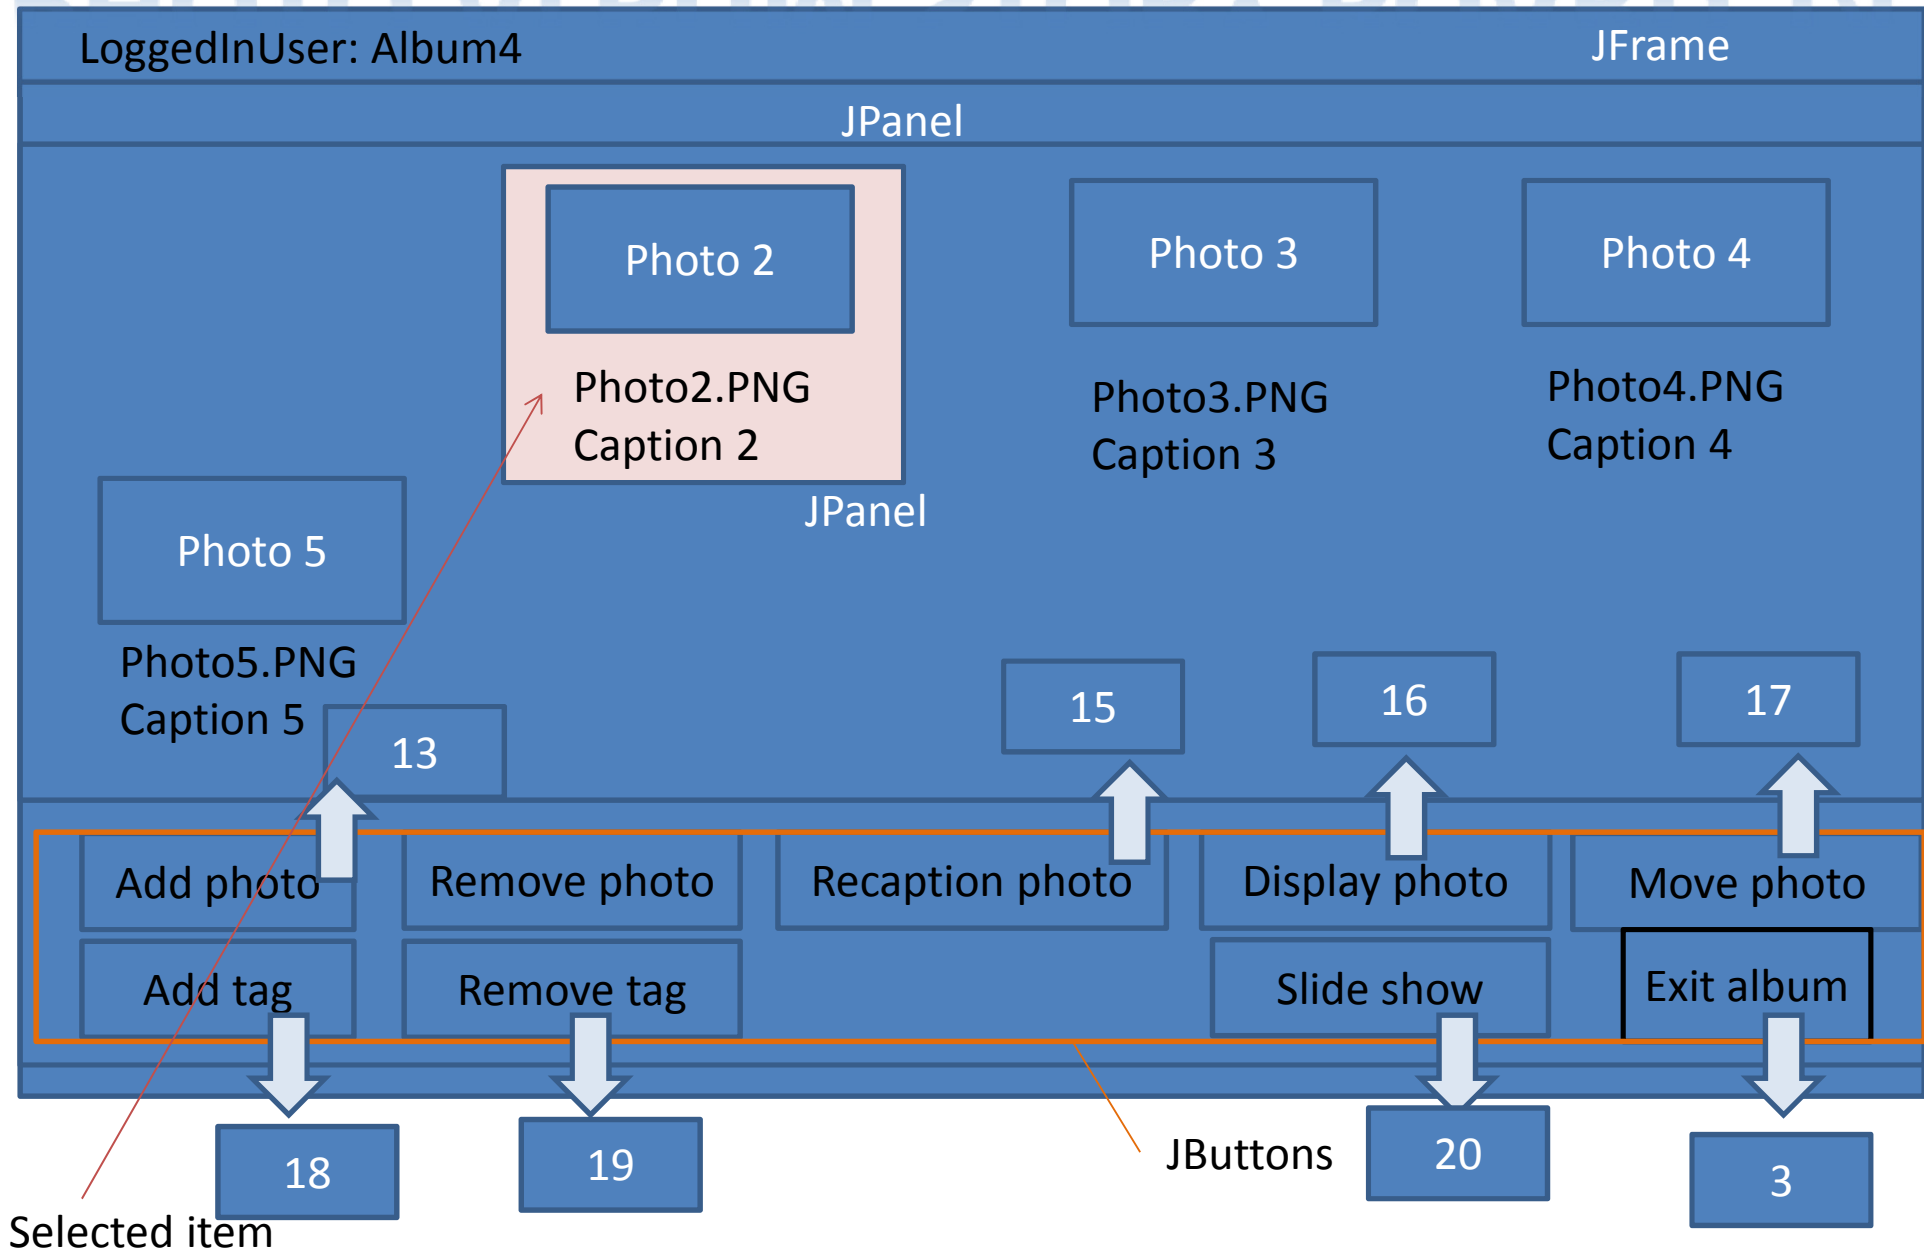 LoggedInUser: Album4
JFrame
JPanel
Photo 2
Photo 3
Photo 4
Photo2.PNG
Caption 2
Photo3.PNG
Caption 3
Photo4.PNG
Caption 4
JPanel
Photo 5
Photo5.PNG
Caption 5
13
15
16
17
Add photo
Remove photo
Recaption photo
Display photo
Move photo
Add tag
Remove tag
Slide show
Exit album
18
19
JButtons
20
3
Selected item